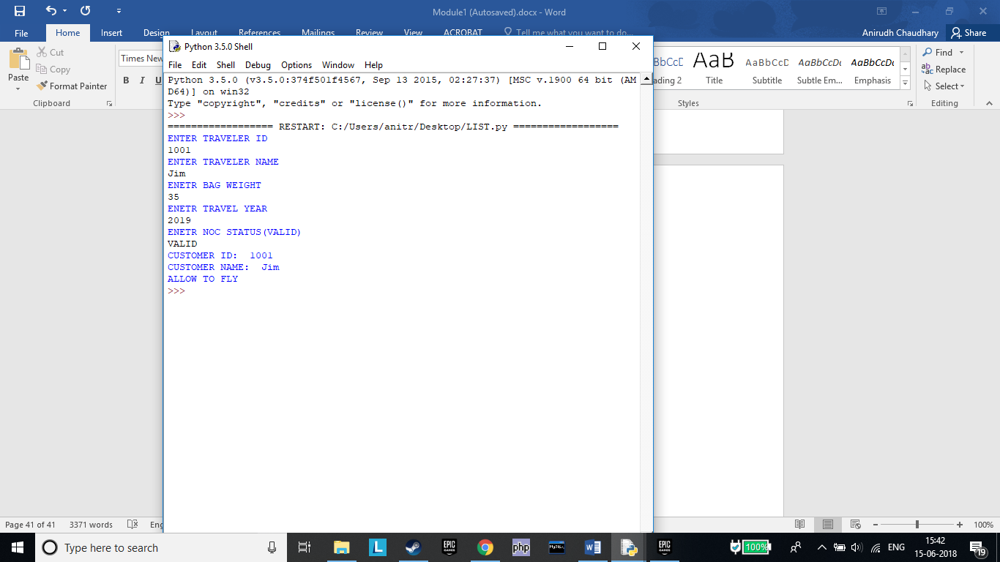 Module1 (Autosaved).docx - Word
File Home Insert Design Layout References Mailings Review View ACROBAT Tell me what you want to do... Anirudh Chaudhary Share
Paste
Cut
Copy
Format Painter
Clipboard
Times New
B I U
Python 3.5.0 Shell
File Edit Shell Debug Options Window Help
Python 3.5.0 (v3.5.0:374f501f4567, Sep 13 2015, 02:27:37) [MSC v.1900 64 bit (AM
D64)] on win32
Type "copyright", "credits" or "license()" for more information.
>>>
================== RESTART: C:/Users/anitr/Desktop/LIST.py ==================
ENTER TRAVELER ID
1001
ENTER TRAVELER NAME
Jim
ENETR BAG WEIGHT
35
ENETR TRAVEL YEAR
2019
ENETR NOC STATUS(VALID)
VALID
CUSTOMER ID:  1001
CUSTOMER NAME:  Jim
ALLOW TO FLY
>>>
AaB AaBbCcD AaBbCcDı AaBbCcDı
ading 2 Title Subtitle Subtle Em... Emphasis
Styles
Find
Replace
Select
Editing
Page 41 of 41 3371 words Eng
100%
Type here to search
L
EPIC GAMES
php
MySQL
EPIC GAMES
100%
ENG
15:42
15-06-2018
19